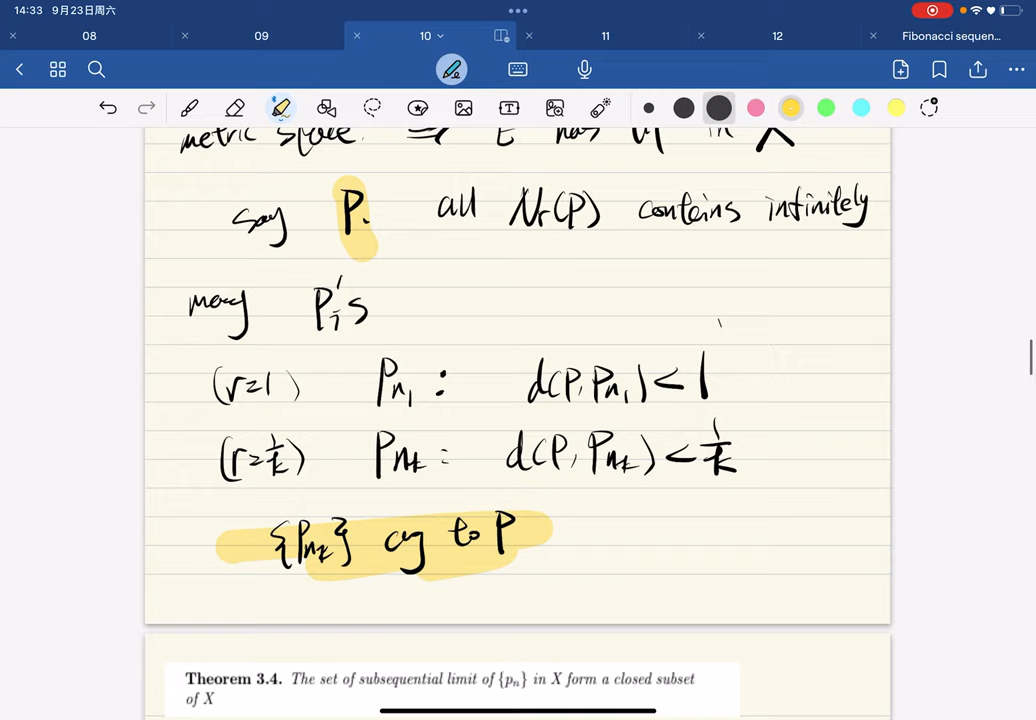 14:33 9月23日周六
08 09 10 11 12 Fibonacci sequen...
metric space. ⇒ E has in X
say P. all Nr(P) contains infinitely
many Pi's
(r=1) Pn1 : d(P, Pn1) < 1
(r=1/k) Pnk : d(P, Pnk) < 1/k
{Pnk} cg to P
Theorem 3.4. The set of subsequential limit of {pn} in X form a closed subset
of X